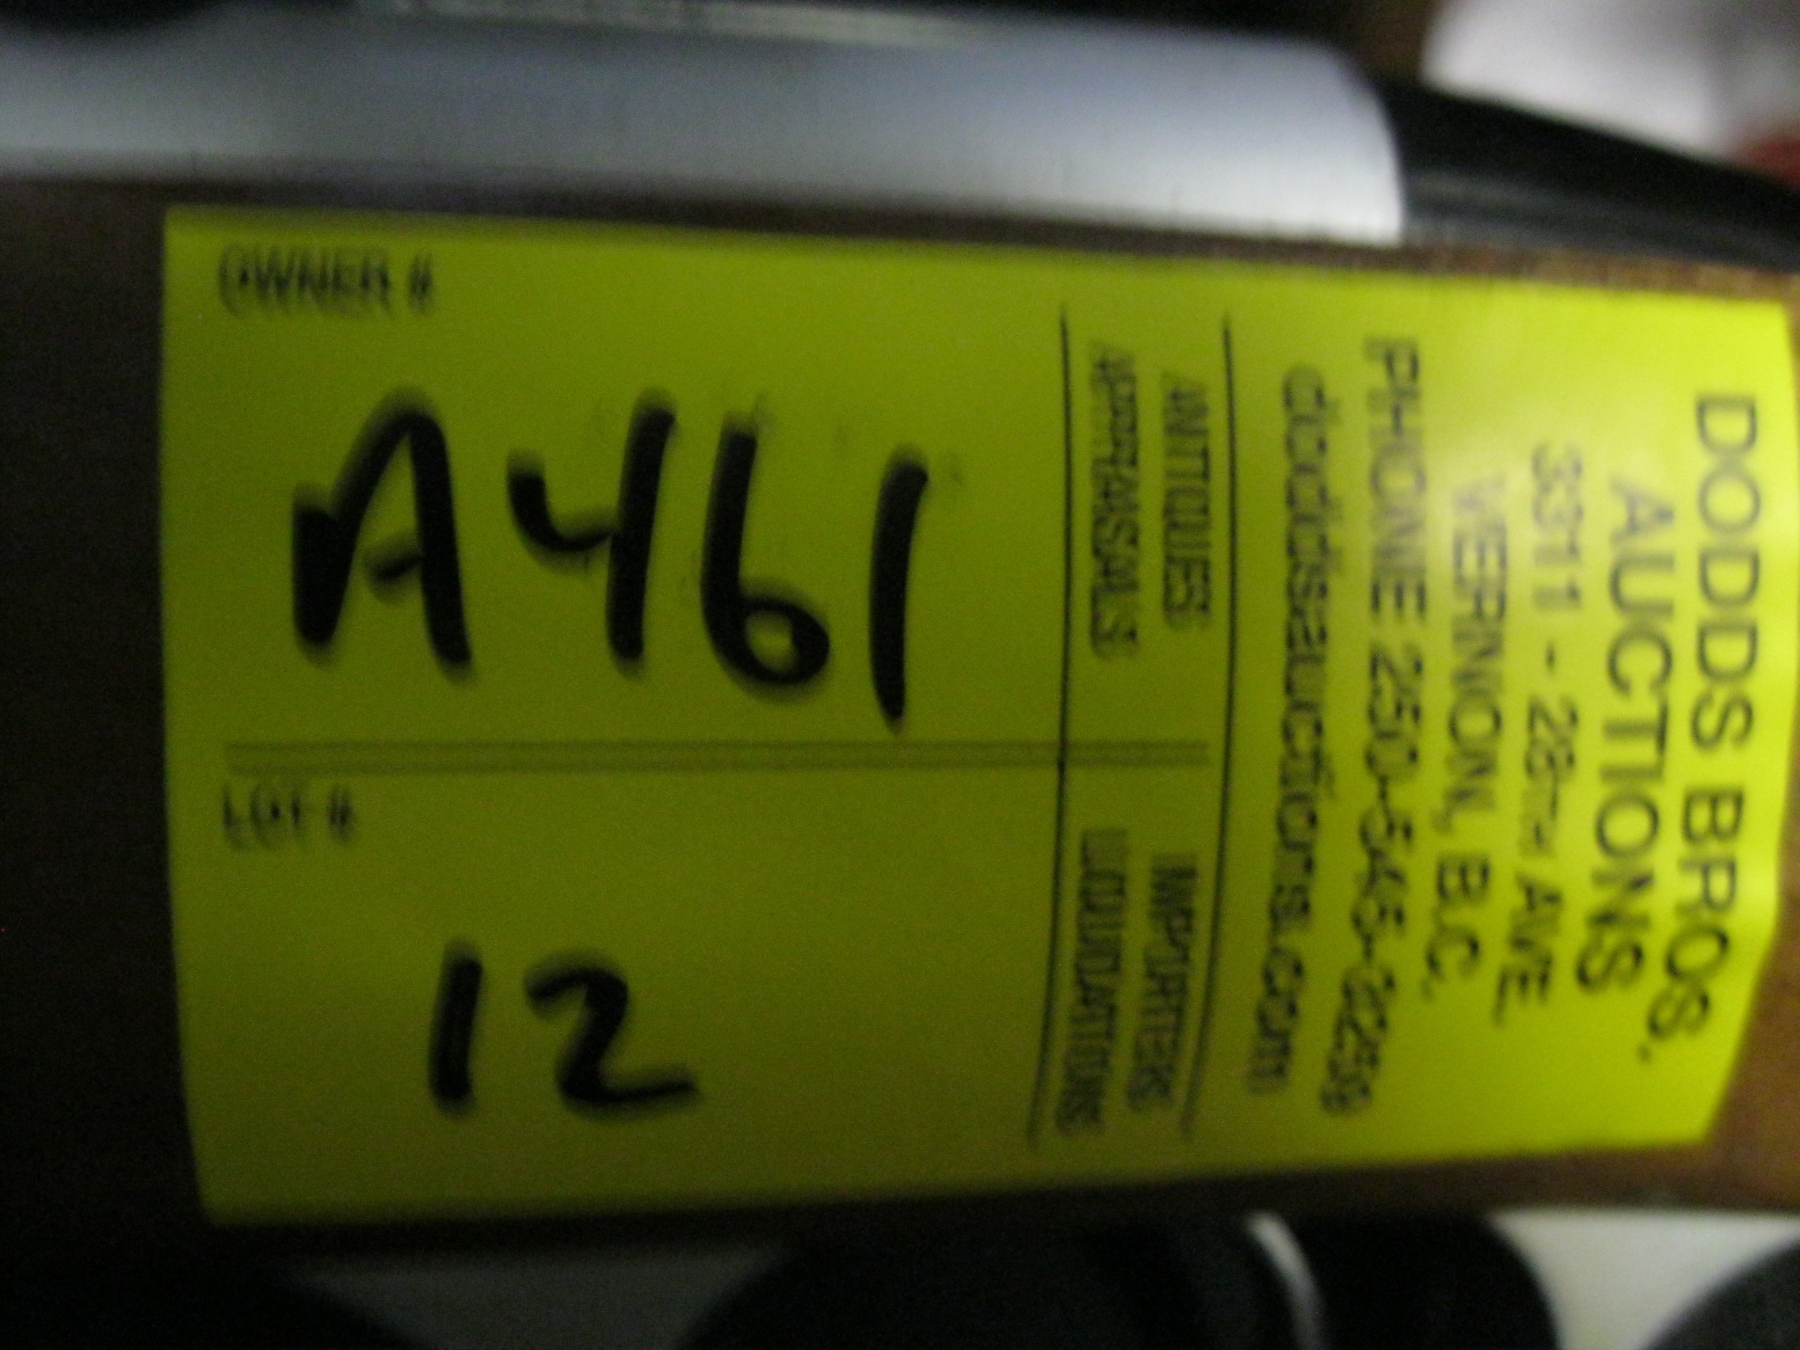 DODDS BROS.
AUCTIONS
3311 - 28TH AVE.
VERNON, B.C.
PHONE 250-545-3259
doddsauctions.com
ANTIQUES IMPORTERS
APPRAISALS LIQUIDATIONS
OWNER #
A461
LOT #
12